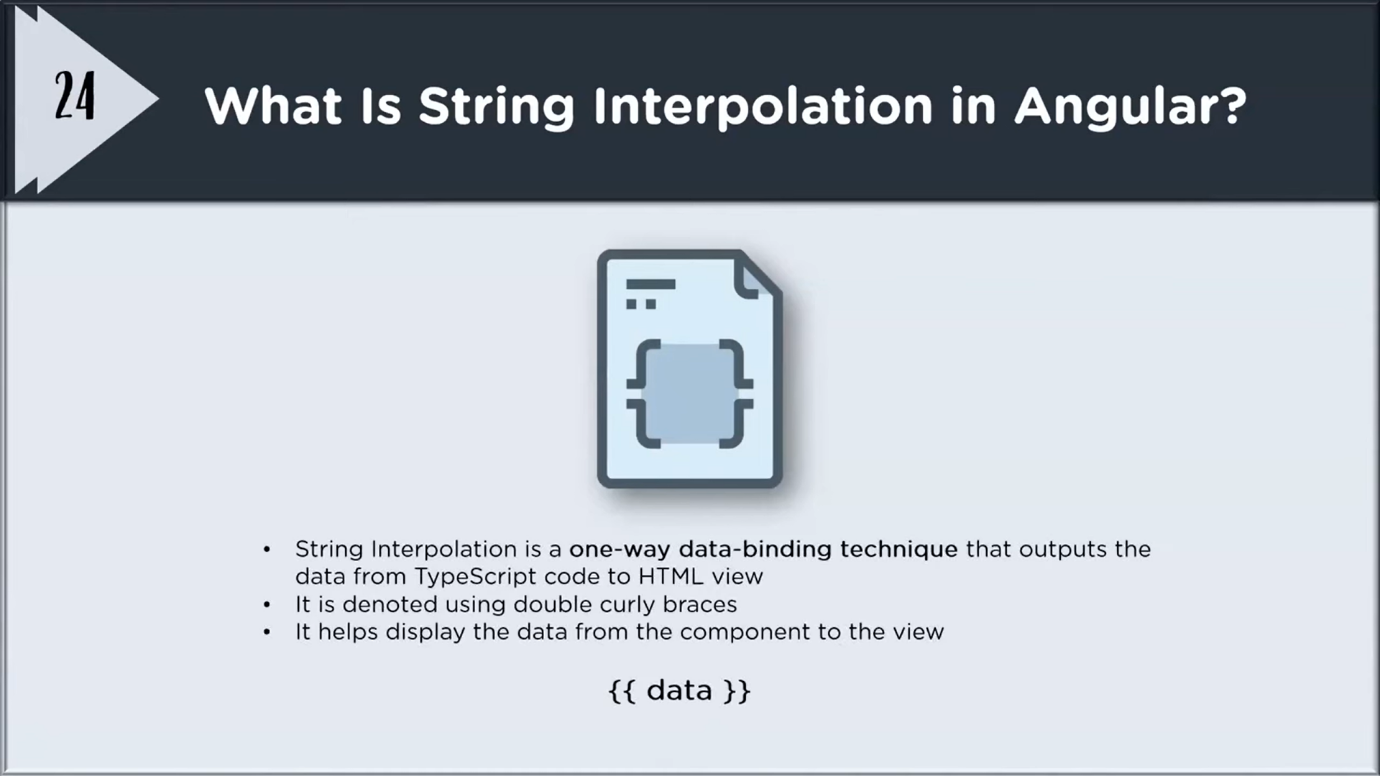 24
What Is String Interpolation in Angular?
• String Interpolation is a one-way data-binding technique that outputs the
data from TypeScript code to HTML view
• It is denoted using double curly braces
• It helps display the data from the component to the view
{{ data }}